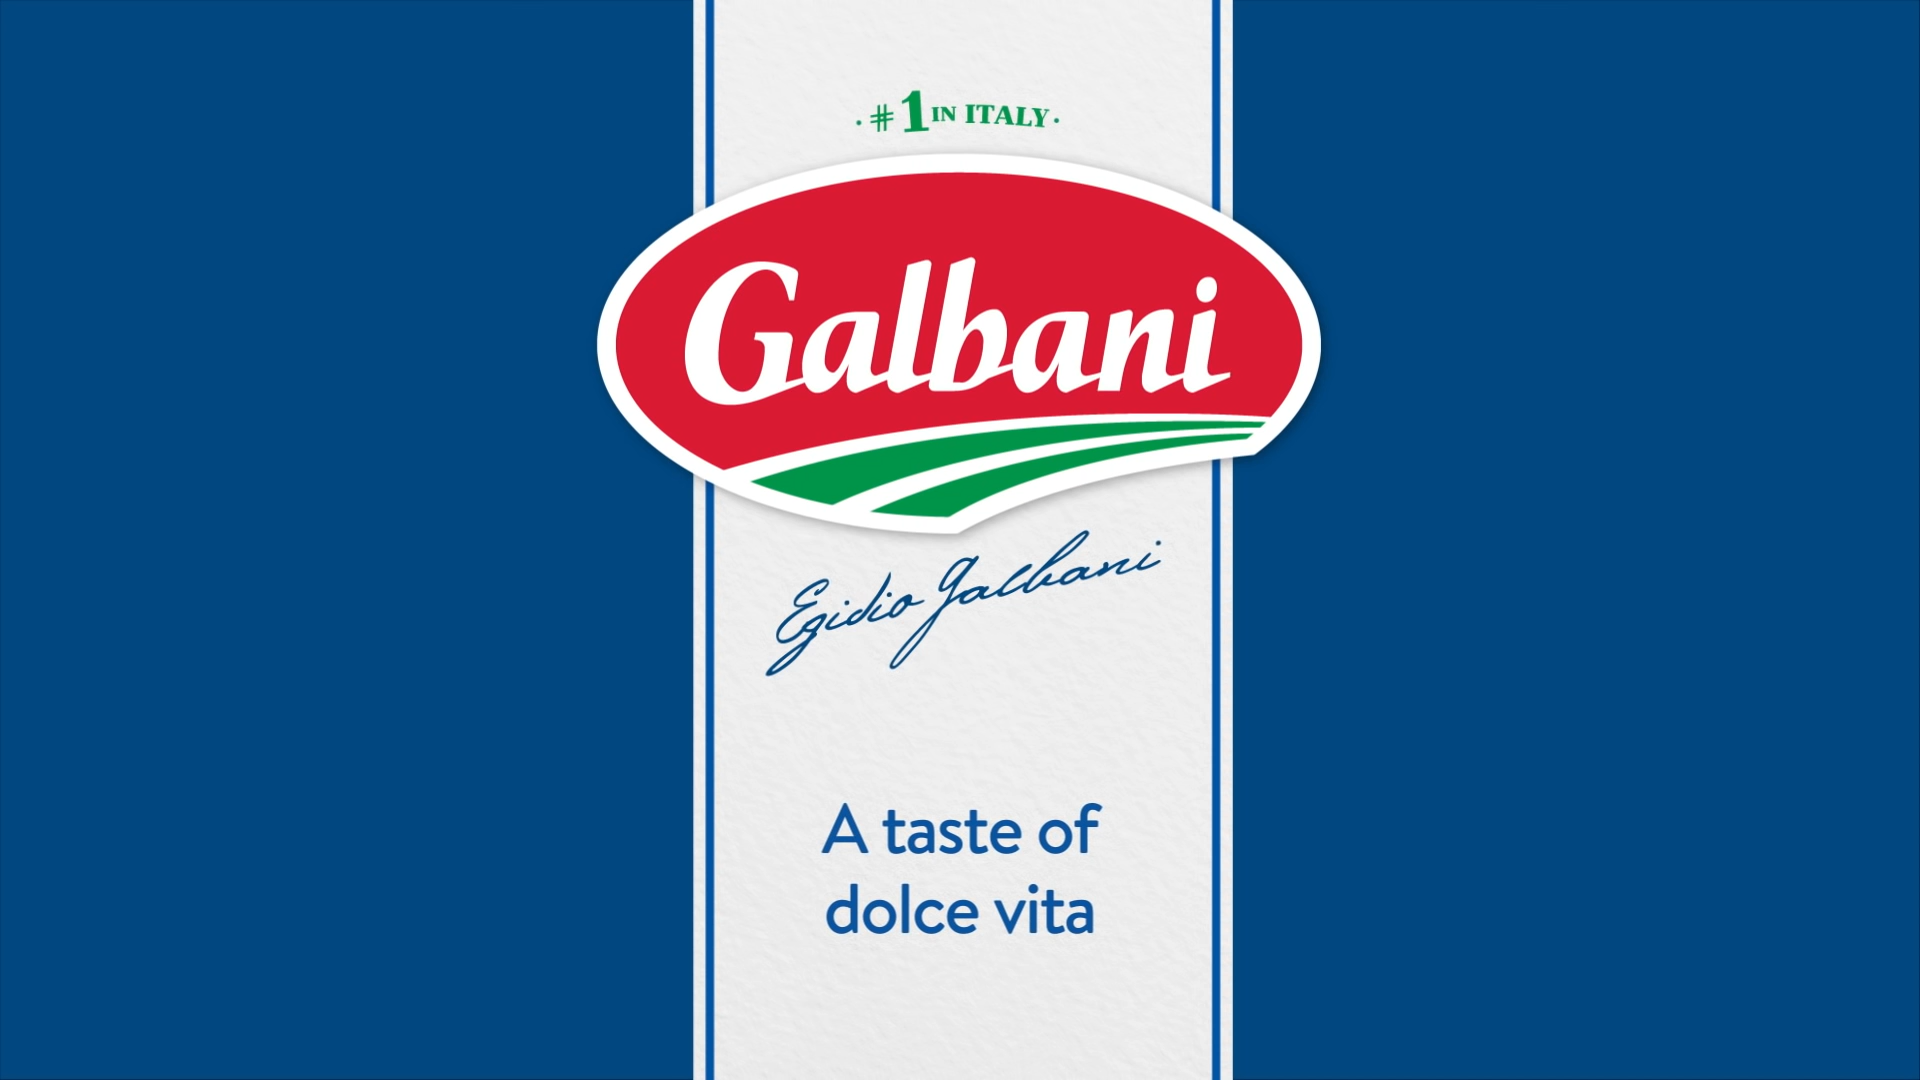 · #1 IN ITALY ·
Galbani
Egidio Galbani
A taste of
dolce vita